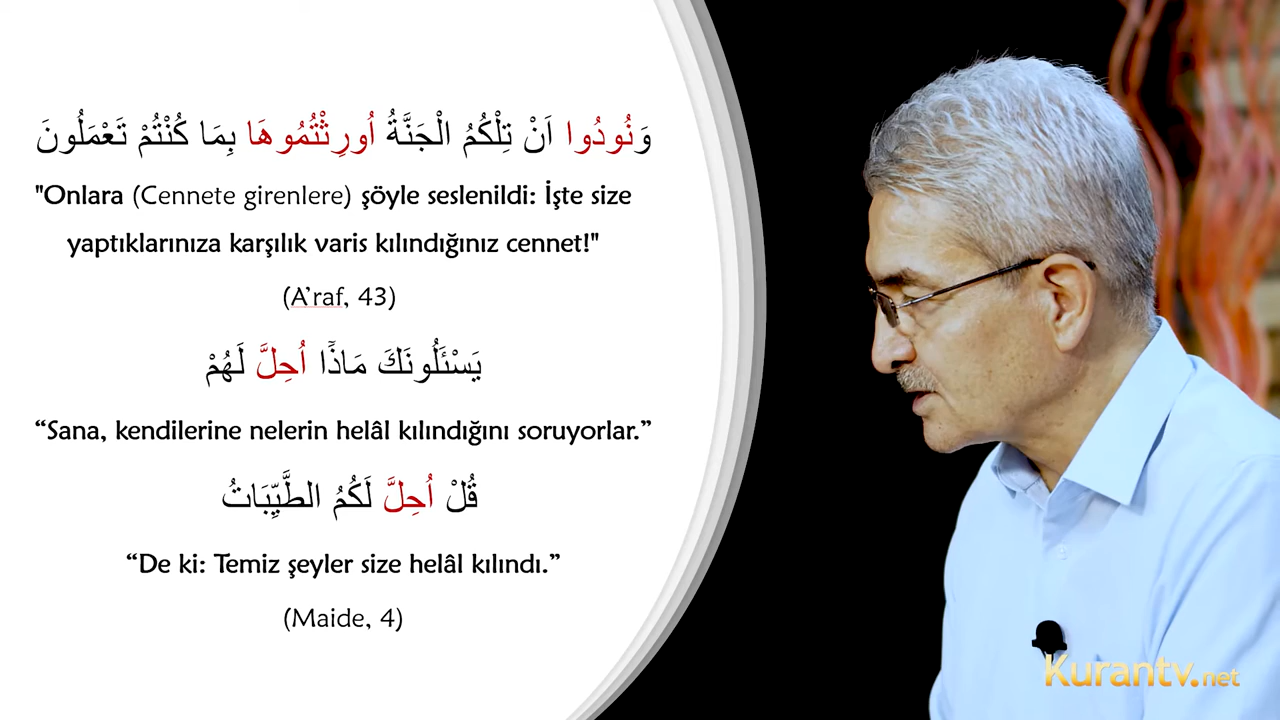 وَنُودُوا اَنْ تِلْكُمُ الْجَنَّةُ اُورِثْتُمُوهَا بِمَا كُنْتُمْ تَعْمَلُونَ
"Onlara (Cennete girenlere) şöyle seslenildi: İşte size
yaptıklarınıza karşılık varis kılındığınız cennet!"
(A’raf, 43)
يَسْـَٔلُونَكَ مَاذَٓا اُحِلَّ لَهُمْ
“Sana, kendilerine nelerin helâl kılındığını soruyorlar.”
قُلْ اُحِلَّ لَكُمُ الطَّيِّبَاتُ
“De ki: Temiz şeyler size helâl kılındı.”
(Maide, 4)
Kurantv.net